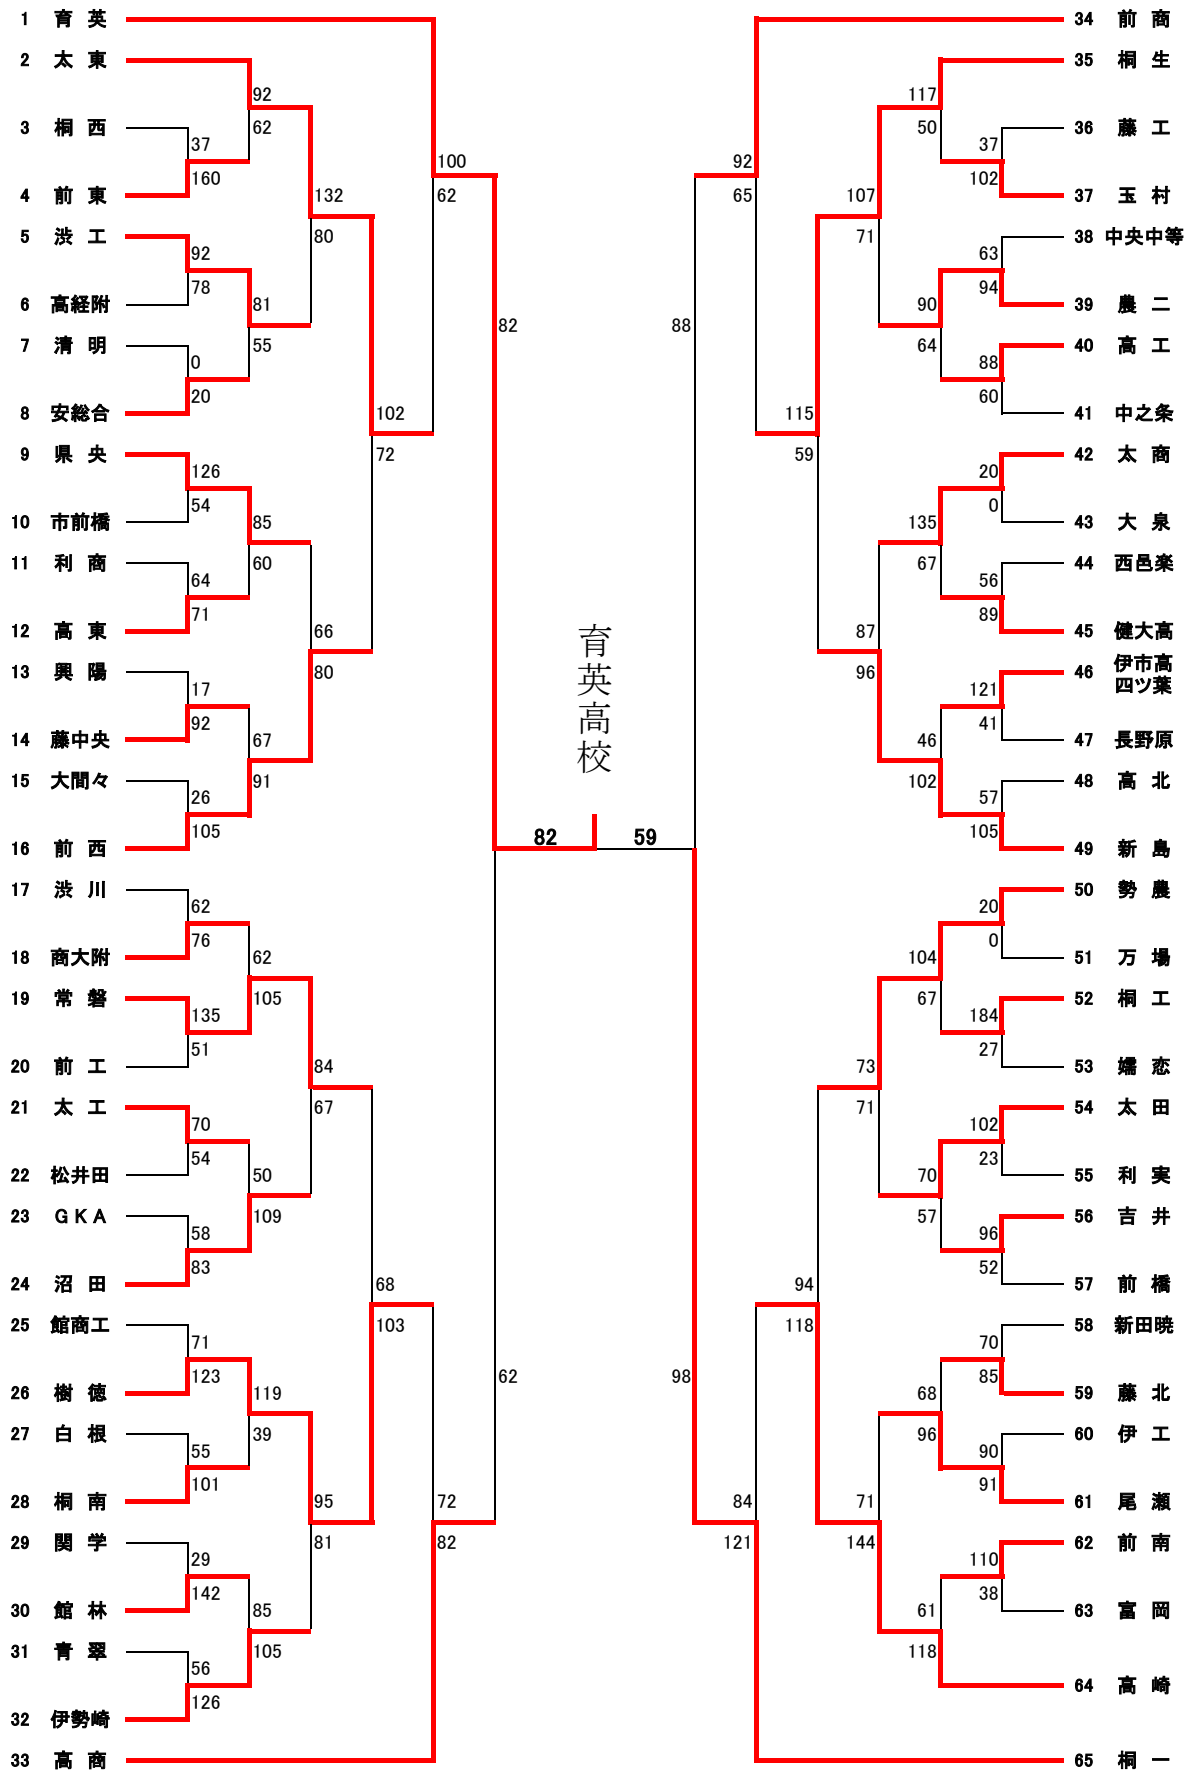 1 育 英
2 太 東
92
62
3 桐 西
37
160
4 前 東
132
80
5 渋 工
92
78
6 高経附
81
55
7 清 明
0
20
8 安総合
102
72
9 県 央
126
54
10 市前橋
85
60
11 利 商
64
71
12 高 東
66
80
13 興 陽
17
92
14 藤中央
67
91
15 大間々
26
105
16 前 西
100
62
82
17 渋 川
62
76
18 商大附
62
105
19 常 磐
135
51
20 前 工
84
67
21 太 工
70
54
22 松井田
50
109
23 GKA
58
83
24 沼 田
68
103
25 館商工
71
123
26 樹 徳
119
39
27 白 根
55
101
28 桐 南
95
81
29 関 学
29
142
30 館 林
85
105
31 青 翠
56
126
32 伊勢崎
72
82
62
33 高 商
育英高校
82 59
34 前 商
35 桐 生
117
50
36 藤 工
37
102
37 玉 村
107
71
38 中央中等
63
94
39 農 二
90
64
40 高 工
88
60
41 中之条
115
59
42 太 商
20
0
43 大 泉
135
67
44 西邑楽
56
89
45 健大高
87
96
46 伊市高
四ツ葉
121
41
47 長野原
46
102
48 高 北
57
105
49 新 島
92
65
88
50 勢 農
20
0
51 万 場
104
67
52 桐 工
184
27
53 嬬 恋
73
71
54 太 田
102
23
55 利 実
70
57
56 吉 井
96
52
57 前 橋
94
118
58 新田暁
70
85
59 藤 北
68
96
60 伊 工
90
91
61 尾 瀬
71
144
62 前 南
110
38
63 富 岡
61
118
64 高 崎
84
121
98
65 桐 一